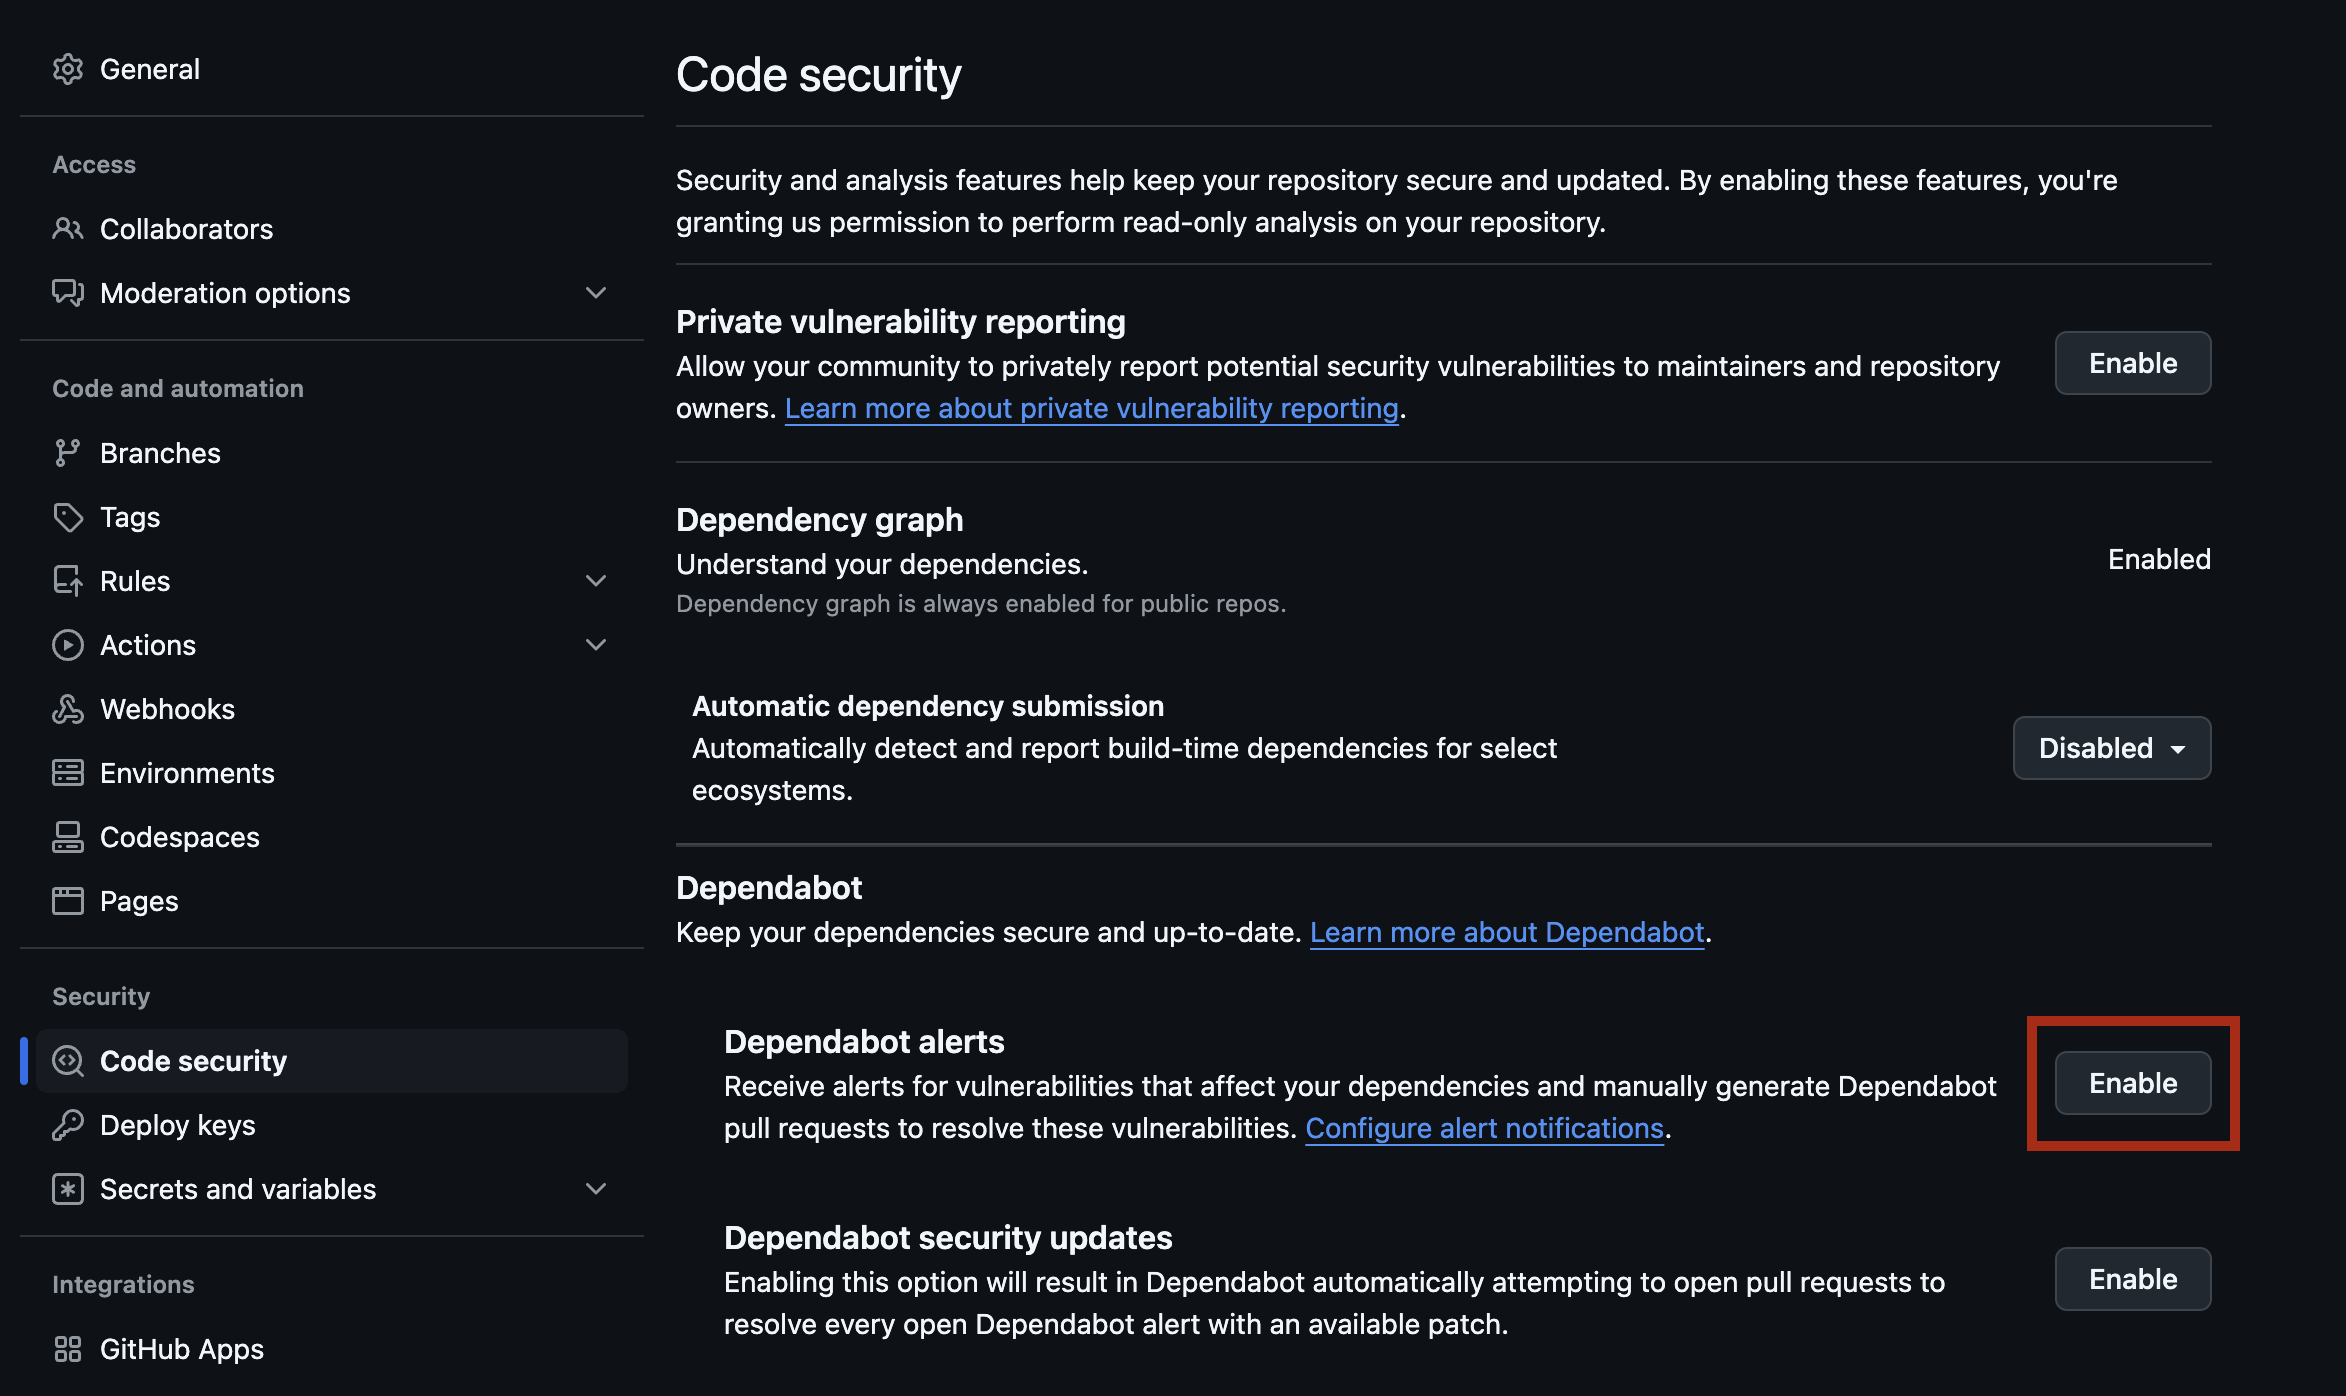 General
Access
Collaborators
Moderation options
Code and automation
Branches
Tags
Rules
Actions
Webhooks
Environments
Codespaces
Pages
Security
Code security
Deploy keys
Secrets and variables
Integrations
GitHub Apps
Code security
Security and analysis features help keep your repository secure and updated. By enabling these features, you're
granting us permission to perform read-only analysis on your repository.
Private vulnerability reporting
Allow your community to privately report potential security vulnerabilities to maintainers and repository
owners. Learn more about private vulnerability reporting.
Enable
Dependency graph
Understand your dependencies.
Dependency graph is always enabled for public repos.
Enabled
Automatic dependency submission
Automatically detect and report build-time dependencies for select
ecosystems.
Disabled
Dependabot
Keep your dependencies secure and up-to-date. Learn more about Dependabot.
Dependabot alerts
Receive alerts for vulnerabilities that affect your dependencies and manually generate Dependabot
pull requests to resolve these vulnerabilities. Configure alert notifications.
Enable
Dependabot security updates
Enabling this option will result in Dependabot automatically attempting to open pull requests to
resolve every open Dependabot alert with an available patch.
Enable